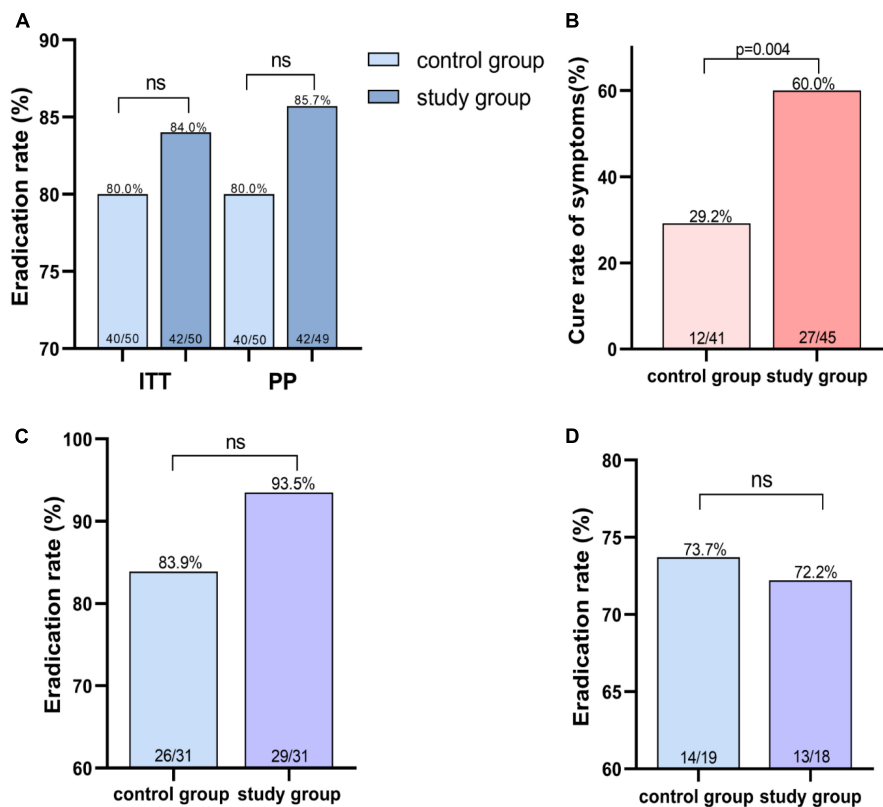 A
Eradication rate (%)
90
85
80
75
70
ns
ns
80.0%
84.0%
80.0%
85.7%
40/50
42/50
40/50
42/49
ITT
PP
control group
study group
B
Cure rate of symptoms(%)
60
40
20
0
p=0.004
29.2%
60.0%
12/41
27/45
control group
study group
C
Eradication rate (%)
100
90
80
70
60
ns
83.9%
93.5%
26/31
29/31
control group
study group
D
Eradication rate (%)
80
75
70
65
60
ns
73.7%
72.2%
14/19
13/18
control group
study group